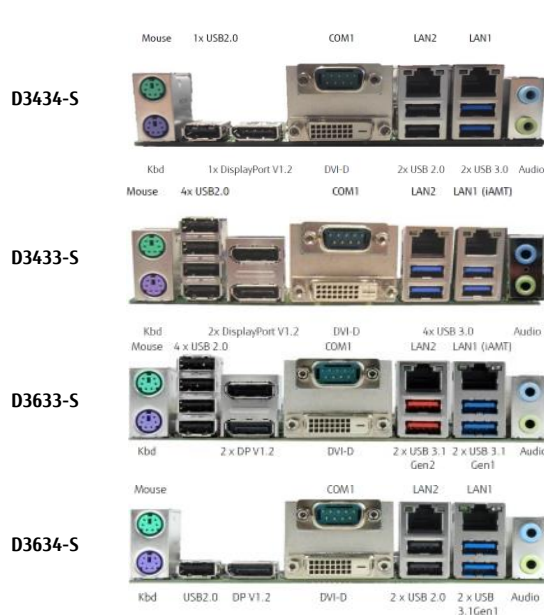 Mouse 1x USB2.0 COM1 LAN2 LAN1
D3434-S
Kbd 1x DisplayPort V1.2 DVI-D 2x USB 2.0 2x USB 3.0 Audio
Mouse 4x USB2.0 COM1 LAN2 LAN1 (iAMT)
D3433-S
Kbd 2x DisplayPort V1.2 DVI-D 4x USB 3.0 Audio
Mouse 4 x USB 2.0 COM1 LAN2 LAN1 (iAMT)
D3633-S
Kbd 2 x DP V1.2 DVI-D 2 x USB 3.1 2 x USB 3.1 Audio
Gen2 Gen1
Mouse COM1 LAN2 LAN1
D3634-S
Kbd USB2.0 DP V1.2 DVI-D 2 x USB 2.0 2 x USB Audio
3.1Gen1